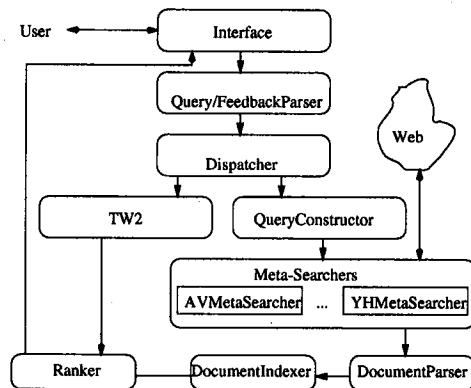 User
Interface
Query/FeedbackParser
Web
Dispatcher
TW2
QueryConstructor
Meta-Searchers
AVMetaSearcher ... YHMetaSearcher
Ranker
DocumentIndexer
DocumentParser